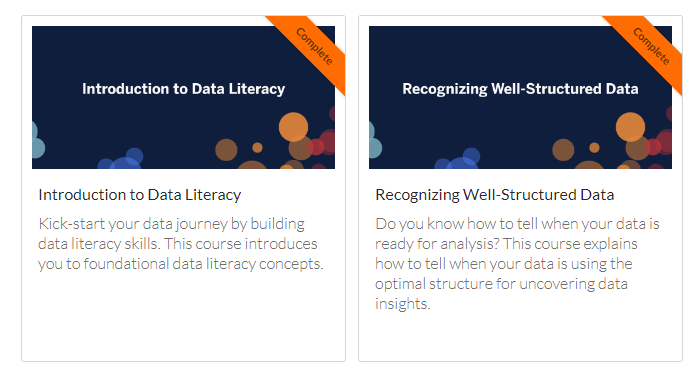 Complete
Introduction to Data Literacy
Introduction to Data Literacy
Kick-start your data journey by building
data literacy skills. This course introduces
you to foundational data literacy concepts.
Complete
Recognizing Well-Structured Data
Recognizing Well-Structured Data
Do you know how to tell when your data is
ready for analysis? This course explains
how to tell when your data is using the
optimal structure for uncovering data
insights.